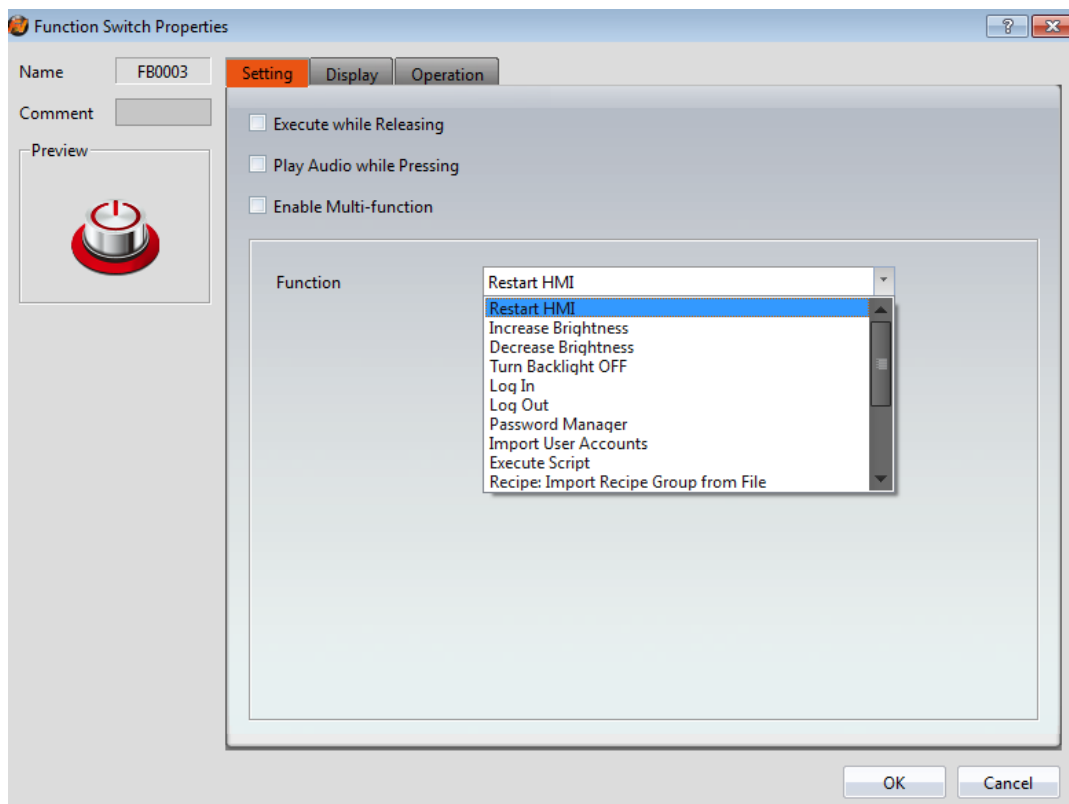 Function Switch Properties
Name FB0003
Comment
Preview
Setting Display Operation
Execute while Releasing
Play Audio while Pressing
Enable Multi-function
Function Restart HMI
Restart HMI
Increase Brightness
Decrease Brightness
Turn Backlight OFF
Log In
Log Out
Password Manager
Import User Accounts
Execute Script
Recipe: Import Recipe Group from File
OK Cancel